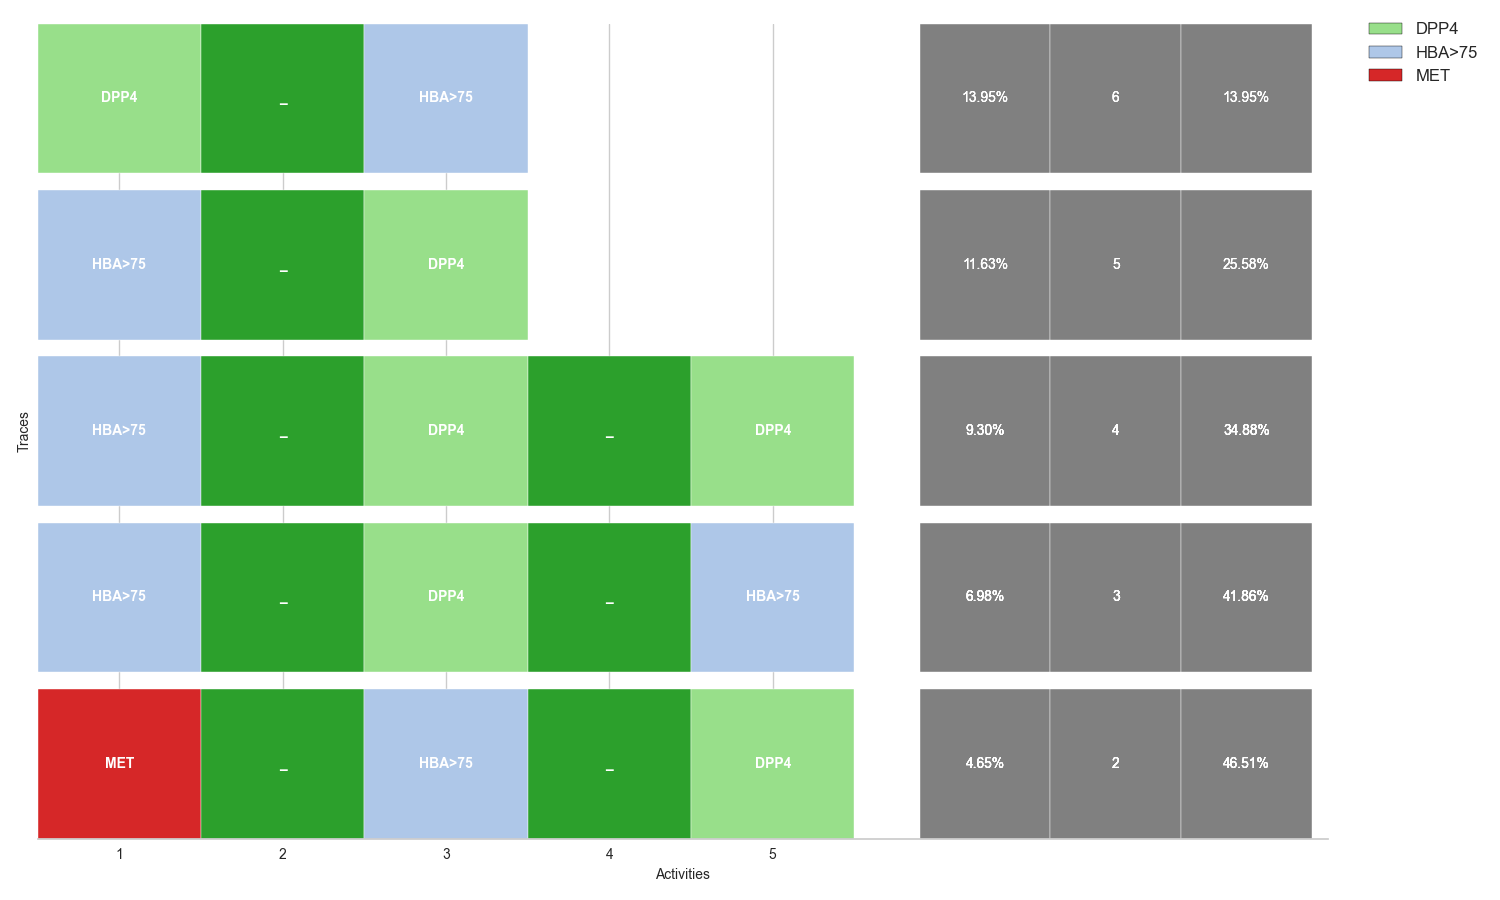 DPP4 _ HBA>75 13.95% 6 13.95%
HBA>75 _ DPP4 11.63% 5 25.58%
HBA>75 _ DPP4 _ DPP4 9.30% 4 34.88%
HBA>75 _ DPP4 _ HBA>75 6.98% 3 41.86%
MET _ HBA>75 _ DPP4 4.65% 2 46.51%
Traces
1 2 3 4 5
Activities
DPP4
HBA>75
MET